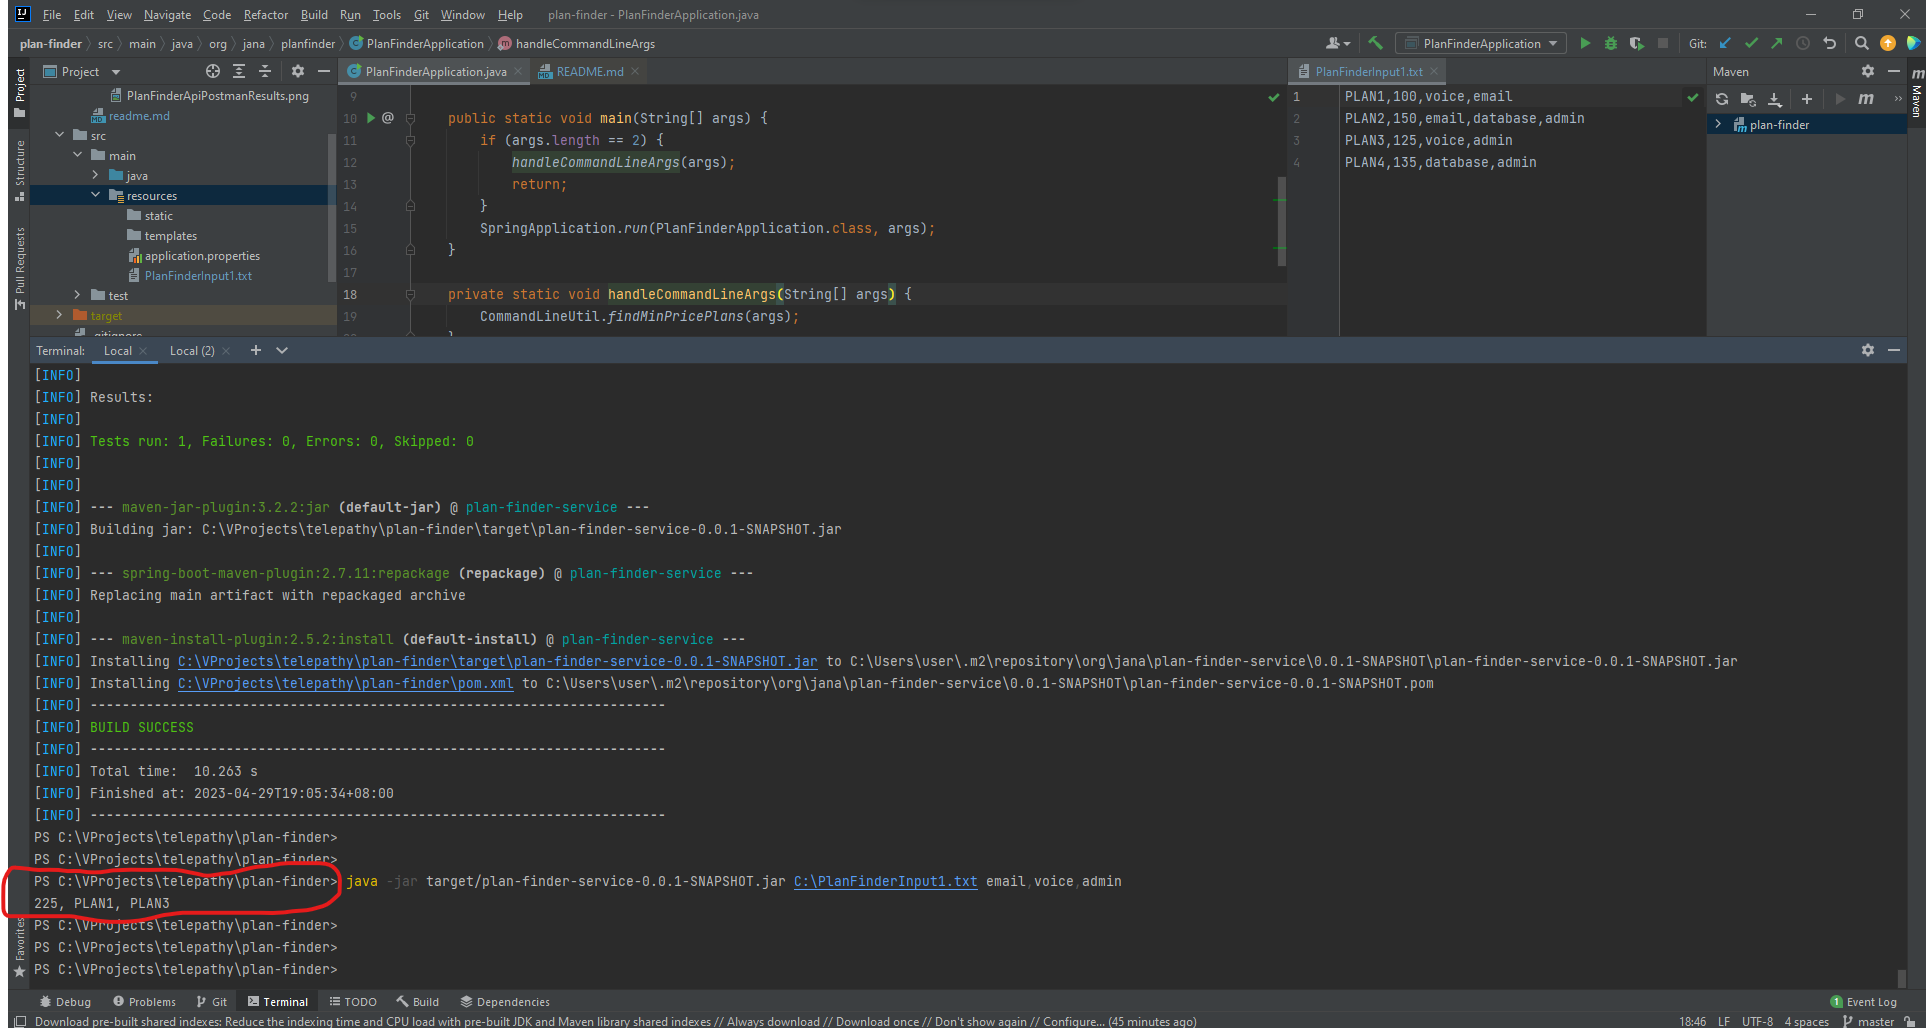 File Edit View Navigate Code Refactor Build Run Tools Git Window Help plan-finder - PlanFinderApplication.java
plan-finder src main java org jana planfinder PlanFinderApplication handleCommandLineArgs PlanFinderApplication Git:
Project PlanFinderApplication.java README.md PlanFinderInput1.txt Maven
PlanFinderApiPostmanResults.png
readme.md
src
main
java
resources
static
templates
application.properties
PlanFinderInput1.txt
test
target
.gitignore
9
10 @ public static void main(String[] args) {
11 if (args.length == 2) {
12 handleCommandLineArgs(args);
13 return;
14 }
15 SpringApplication.run(PlanFinderApplication.class, args);
16 }
17
18 private static void handleCommandLineArgs(String[] args) {
19 CommandLineUtil.findMinPricePlans(args);
1 PLAN1,100,voice,email
2 PLAN2,150,email,database,admin
3 PLAN3,125,voice,admin
4 PLAN4,135,database,admin
plan-finder
Project
Structure
Pull Requests
Favorites
Maven
Terminal: Local Local (2)
[INFO]
[INFO] Results:
[INFO]
[INFO] Tests run: 1, Failures: 0, Errors: 0, Skipped: 0
[INFO]
[INFO]
[INFO] --- maven-jar-plugin:3.2.2:jar (default-jar) @ plan-finder-service ---
[INFO] Building jar: C:\VProjects\telepathy\plan-finder\target\plan-finder-service-0.0.1-SNAPSHOT.jar
[INFO]
[INFO] --- spring-boot-maven-plugin:2.7.11:repackage (repackage) @ plan-finder-service ---
[INFO] Replacing main artifact with repackaged archive
[INFO]
[INFO] --- maven-install-plugin:2.5.2:install (default-install) @ plan-finder-service ---
[INFO] Installing C:\VProjects\telepathy\plan-finder\target\plan-finder-service-0.0.1-SNAPSHOT.jar to C:\Users\user\.m2\repository\org\jana\plan-finder-service\0.0.1-SNAPSHOT\plan-finder-service-0.0.1-SNAPSHOT.jar
[INFO] Installing C:\VProjects\telepathy\plan-finder\pom.xml to C:\Users\user\.m2\repository\org\jana\plan-finder-service\0.0.1-SNAPSHOT\plan-finder-service-0.0.1-SNAPSHOT.pom
[INFO] ------------------------------------------------------------------------
[INFO] BUILD SUCCESS
[INFO] ------------------------------------------------------------------------
[INFO] Total time:  10.263 s
[INFO] Finished at: 2023-04-29T19:05:34+08:00
[INFO] ------------------------------------------------------------------------
PS C:\VProjects\telepathy\plan-finder>
PS C:\VProjects\telepathy\plan-finder>
PS C:\VProjects\telepathy\plan-finder> java -jar target/plan-finder-service-0.0.1-SNAPSHOT.jar C:\PlanFinderInput1.txt email,voice,admin
225, PLAN1, PLAN3
PS C:\VProjects\telepathy\plan-finder>
PS C:\VProjects\telepathy\plan-finder>
PS C:\VProjects\telepathy\plan-finder>
Debug Problems Git Terminal TODO Build Dependencies 1 Event Log
Download pre-built shared indexes: Reduce the indexing time and CPU load with pre-built JDK and Maven library shared indexes // Always download // Download once // Don't show again // Configure... (45 minutes ago) 18:46 LF UTF-8 4 spaces master